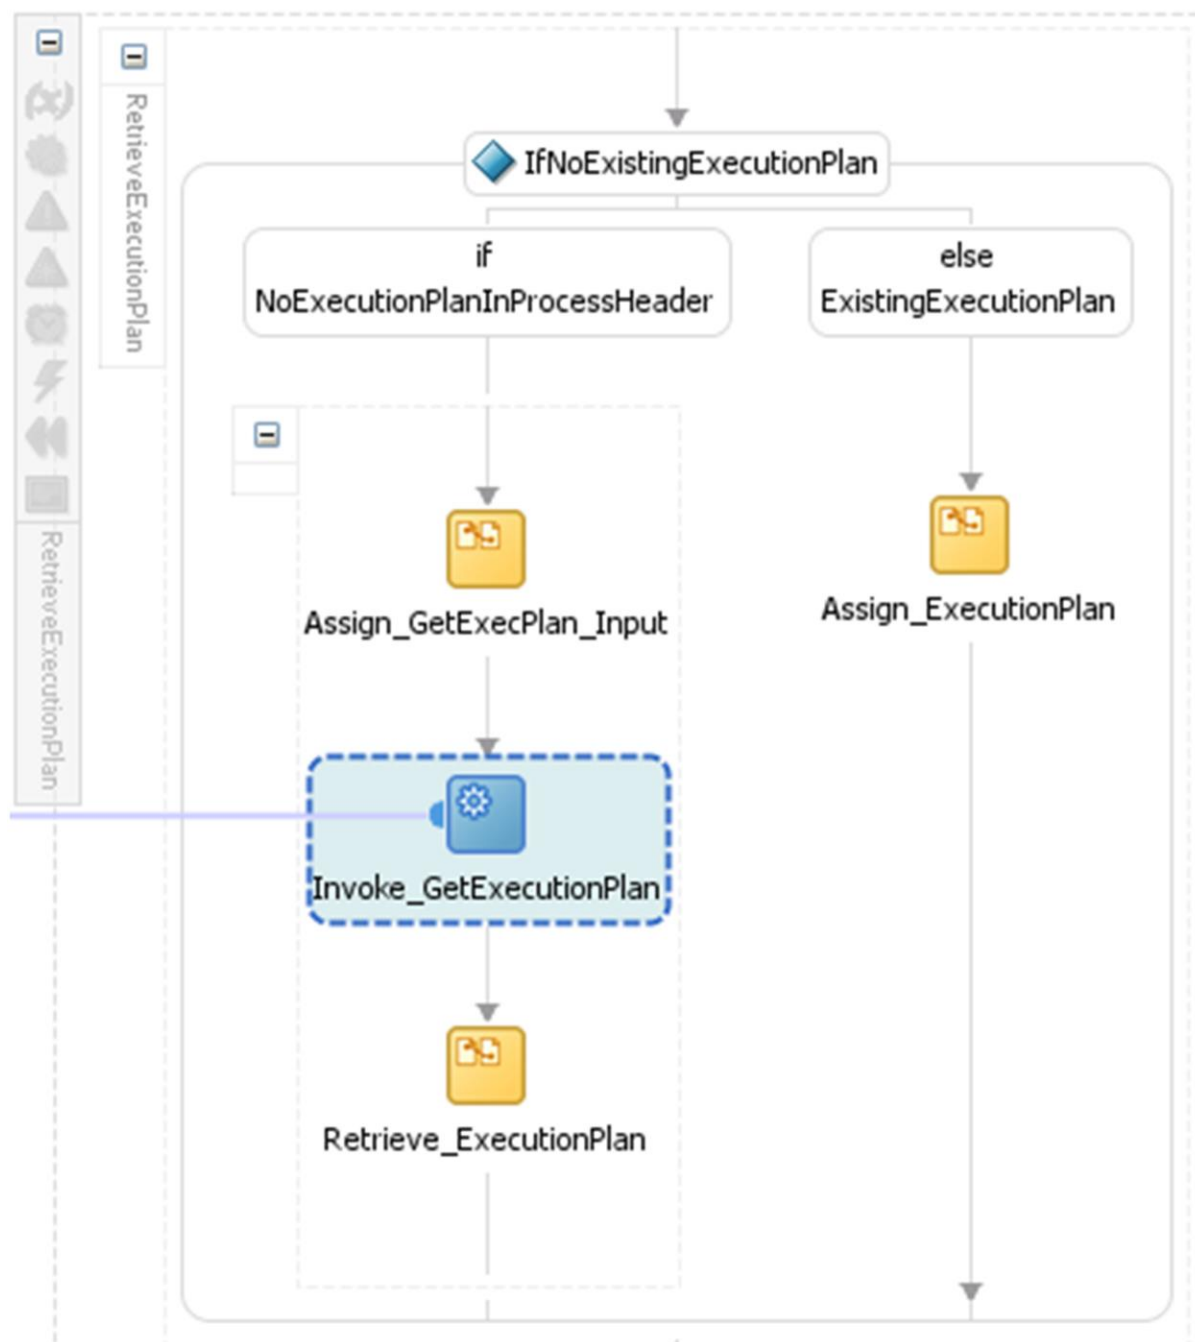 RetrieveExecutionPlan
RetrieveExecutionPlan
IfNoExistingExecutionPlan
if
NoExecutionPlanInProcessHeader
else
ExistingExecutionPlan
Assign_GetExecPlan_Input
Assign_ExecutionPlan
Invoke_GetExecutionPlan
Retrieve_ExecutionPlan